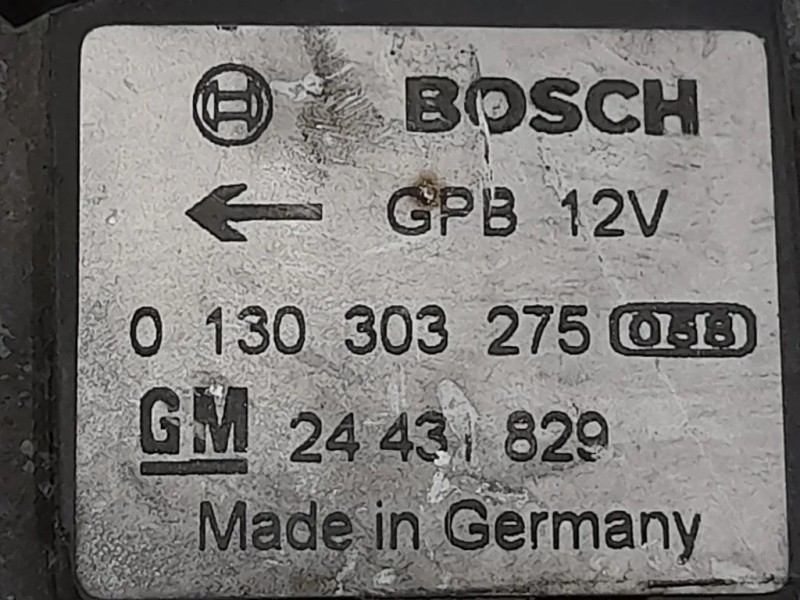 BOSCH
GPB 12V
0 130 303 275 058
GM 24 431 829
Made in Germany